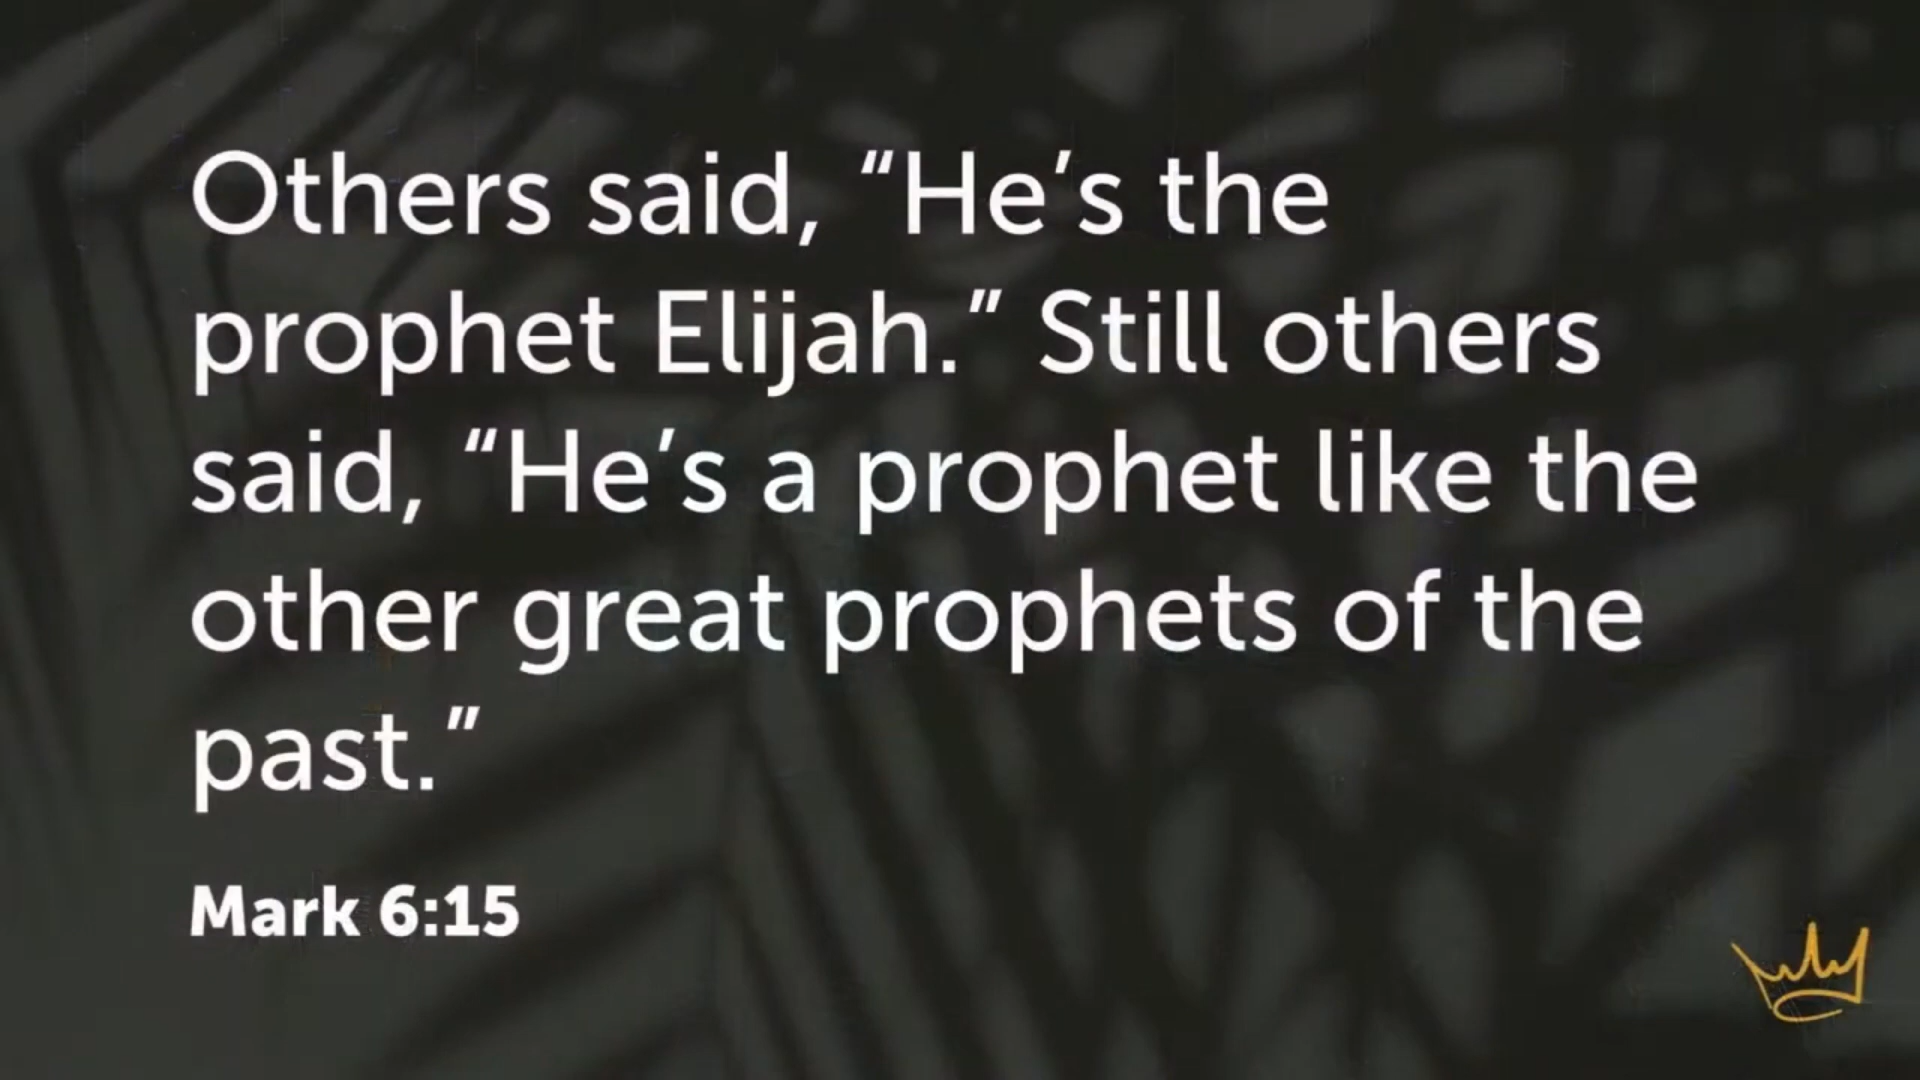 Others said, “He’s the
prophet Elijah.” Still others
said, “He’s a prophet like the
other great prophets of the
past.”
Mark 6:15